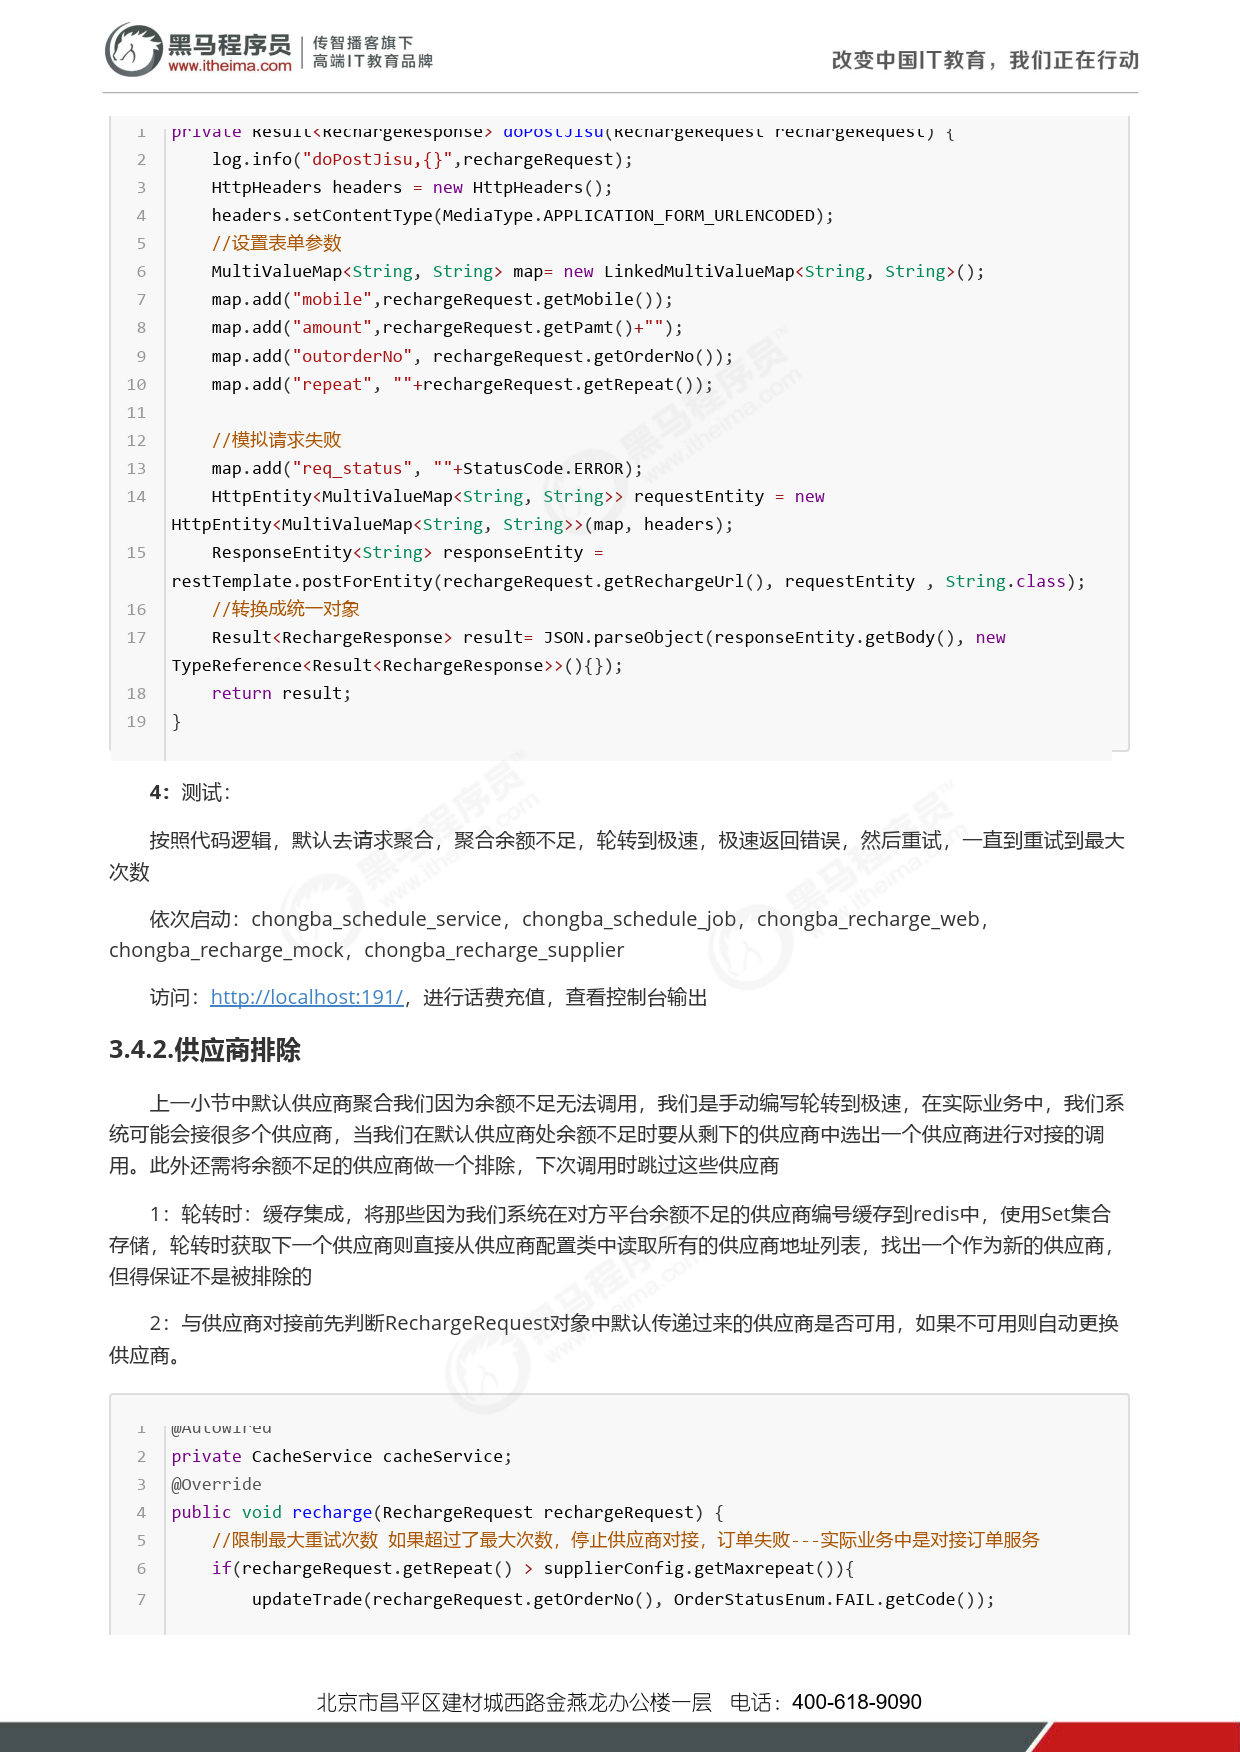 黑马程序员
www.itheima.com
传智播客旗下
高端IT教育品牌
改变中国IT教育，我们正在行动
1 private Result<RechargeResponse> doPostJisu(RechargeRequest rechargeRequest) {
2 log.info("doPostJisu,{}",rechargeRequest);
3 HttpHeaders headers = new HttpHeaders();
4 headers.setContentType(MediaType.APPLICATION_FORM_URLENCODED);
5 //设置表单参数
6 MultiValueMap<String, String> map= new LinkedMultiValueMap<String, String>();
7 map.add("mobile",rechargeRequest.getMobile());
8 map.add("amount",rechargeRequest.getPamt()+"");
9 map.add("outorderNo", rechargeRequest.getOrderNo());
10 map.add("repeat", ""+rechargeRequest.getRepeat());
11
12 //模拟请求失败
13 map.add("req_status", ""+StatusCode.ERROR);
14 HttpEntity<MultiValueMap<String, String>> requestEntity = new
HttpEntity<MultiValueMap<String, String>>(map, headers);
15 ResponseEntity<String> responseEntity =
restTemplate.postForEntity(rechargeRequest.getRechargeUrl(), requestEntity , String.class);
16 //转换成统一对象
17 Result<RechargeResponse> result= JSON.parseObject(responseEntity.getBody(), new
TypeReference<Result<RechargeResponse>>(){});
18 return result;
19 }
4：测试：
按照代码逻辑，默认去请求聚合，聚合余额不足，轮转到极速，极速返回错误，然后重试，一直到重试到最大
次数
依次启动：chongba_schedule_service，chongba_schedule_job，chongba_recharge_web，
chongba_recharge_mock，chongba_recharge_supplier
访问：http://localhost:191/，进行话费充值，查看控制台输出
3.4.2.供应商排除
上一小节中默认供应商聚合我们因为余额不足无法调用，我们是手动编写轮转到极速，在实际业务中，我们系
统可能会接很多个供应商，当我们在默认供应商处余额不足时要从剩下的供应商中选出一个供应商进行对接的调
用。此外还需将余额不足的供应商做一个排除，下次调用时跳过这些供应商
1：轮转时：缓存集成，将那些因为我们系统在对方平台余额不足的供应商编号缓存到redis中，使用Set集合
存储，轮转时获取下一个供应商则直接从供应商配置类中读取所有的供应商地址列表，找出一个作为新的供应商，
但得保证不是被排除的
2：与供应商对接前先判断RechargeRequest对象中默认传递过来的供应商是否可用，如果不可用则自动更换
供应商。
1 @Autowired
2 private CacheService cacheService;
3 @Override
4 public void recharge(RechargeRequest rechargeRequest) {
5 //限制最大重试次数 如果超过了最大次数，停止供应商对接，订单失败---实际业务中是对接订单服务
6 if(rechargeRequest.getRepeat() > supplierConfig.getMaxrepeat()){
7 updateTrade(rechargeRequest.getOrderNo(), OrderStatusEnum.FAIL.getCode());
北京市昌平区建材城西路金燕龙办公楼一层 电话：400-618-9090